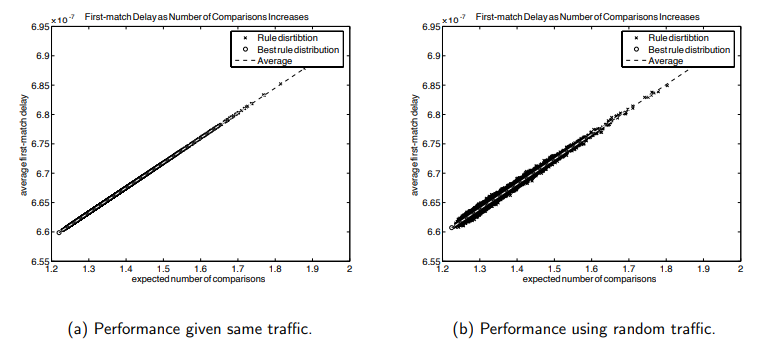 First-match Delay as Number of Comparisons Increases
×10⁻⁷
6.95
6.9
6.85
6.8
6.75
6.7
6.65
6.6
6.55
average first-match delay
Rule disrtibtion
Best rule distribution
Average
1.2 1.3 1.4 1.5 1.6 1.7 1.8 1.9 2
expected number of comparisons
(a) Performance given same traffic.
First-match Delay as Number of Comparisons Increases
×10⁻⁷
6.95
6.9
6.85
6.8
6.75
6.7
6.65
6.6
6.55
average first-match delay
Rule disrtibtion
Best rule distribution
Average
1.2 1.3 1.4 1.5 1.6 1.7 1.8 1.9 2
expected number of comparisons
(b) Performance using random traffic.